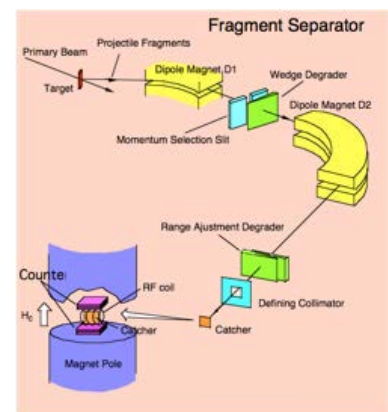 Fragment Separator
Projectile Fragments
Primary Beam
Dipole Magnet D1
Wedge Degrader
Target
Dipole Magnet D2
Momentum Selection Slit
Range Ajustment Degrader
Counte
RF coil
H₀
Defining Collimator
Catcher
Catcher
Magnet Pole